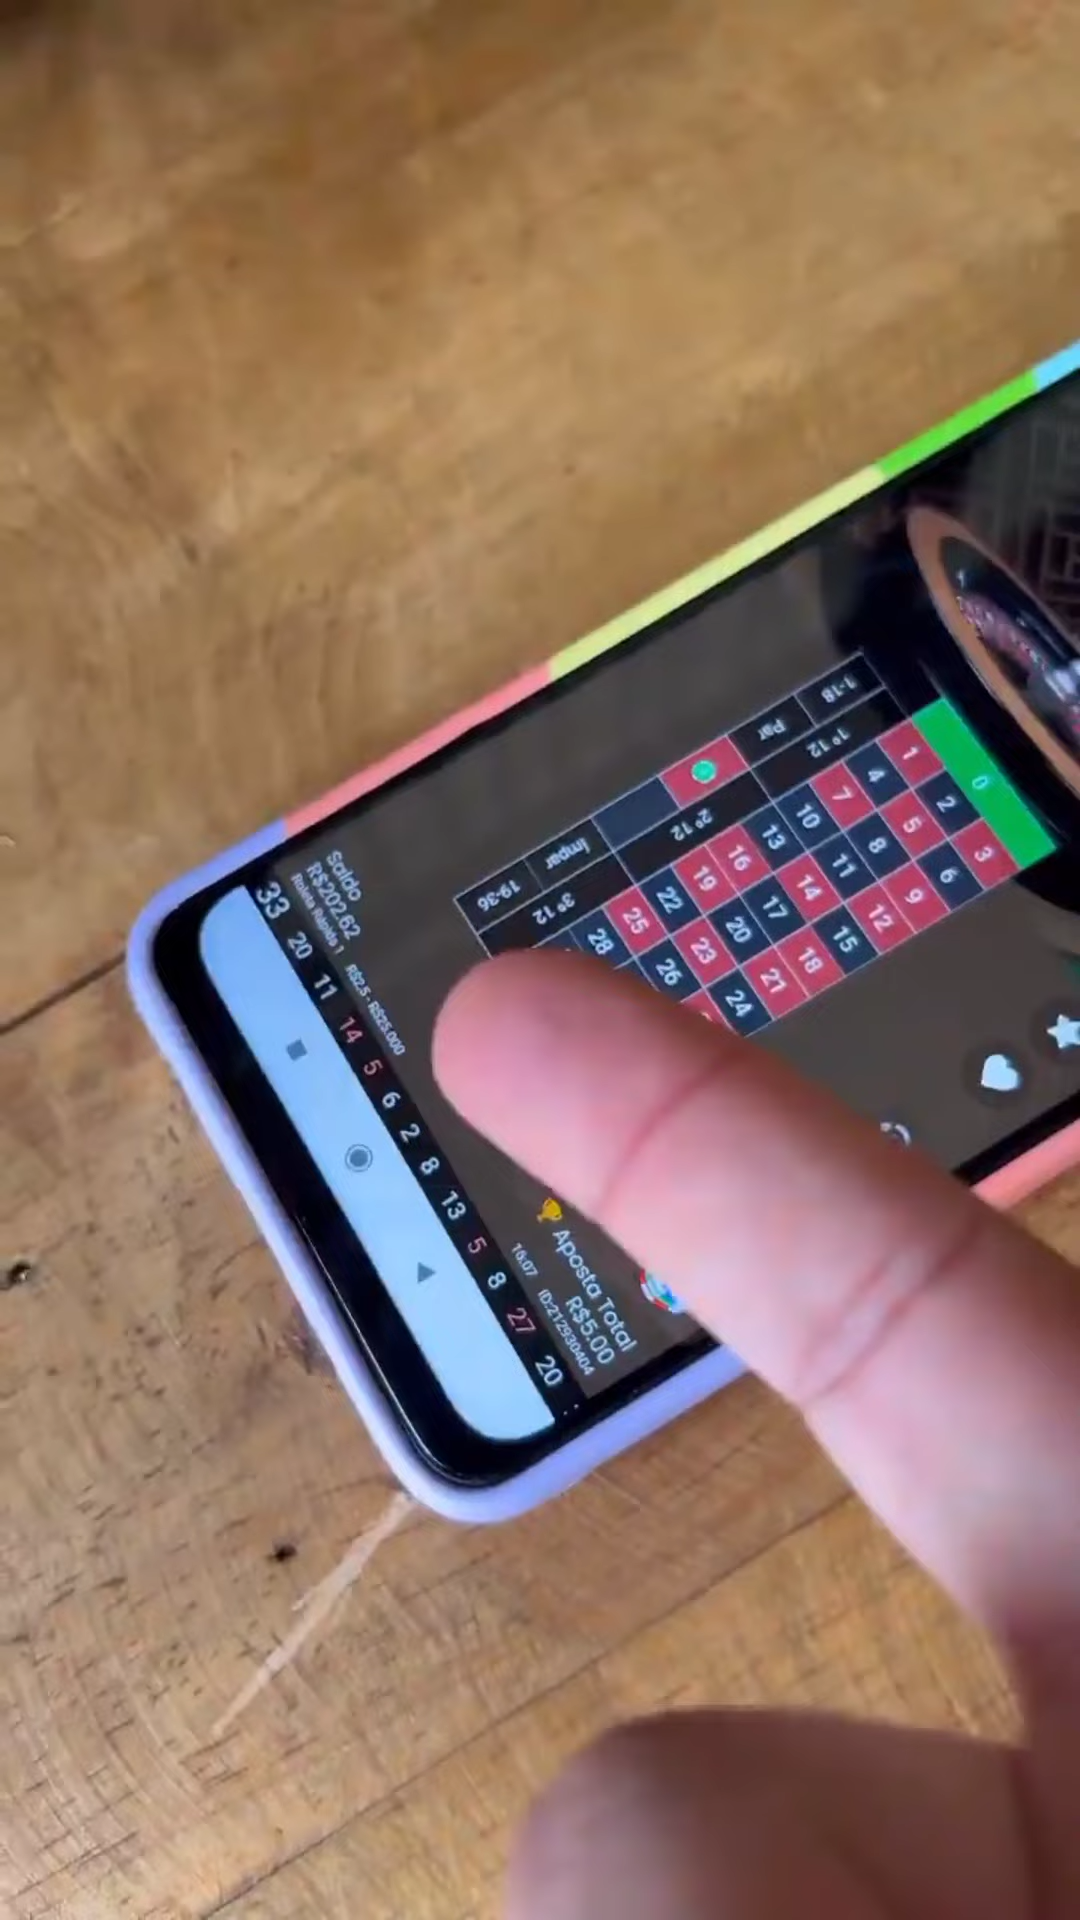 0
1 2 3
4 5 6
7 8 9
10 11 12
13 14 15
16 17 18
19 20 21
22 23 24
25 26
28
1º 12
2º 12
3º 12
1-18
Par
Ímpar
19-36
Saldo
R$202.62
Roleta Rápida 1 R$2.5 - R$25.000
🏆 Aposta Total
R$5.00
16:07 ID:212930404
33 20 11 14 5 6 2 8 13 5 8 27 20